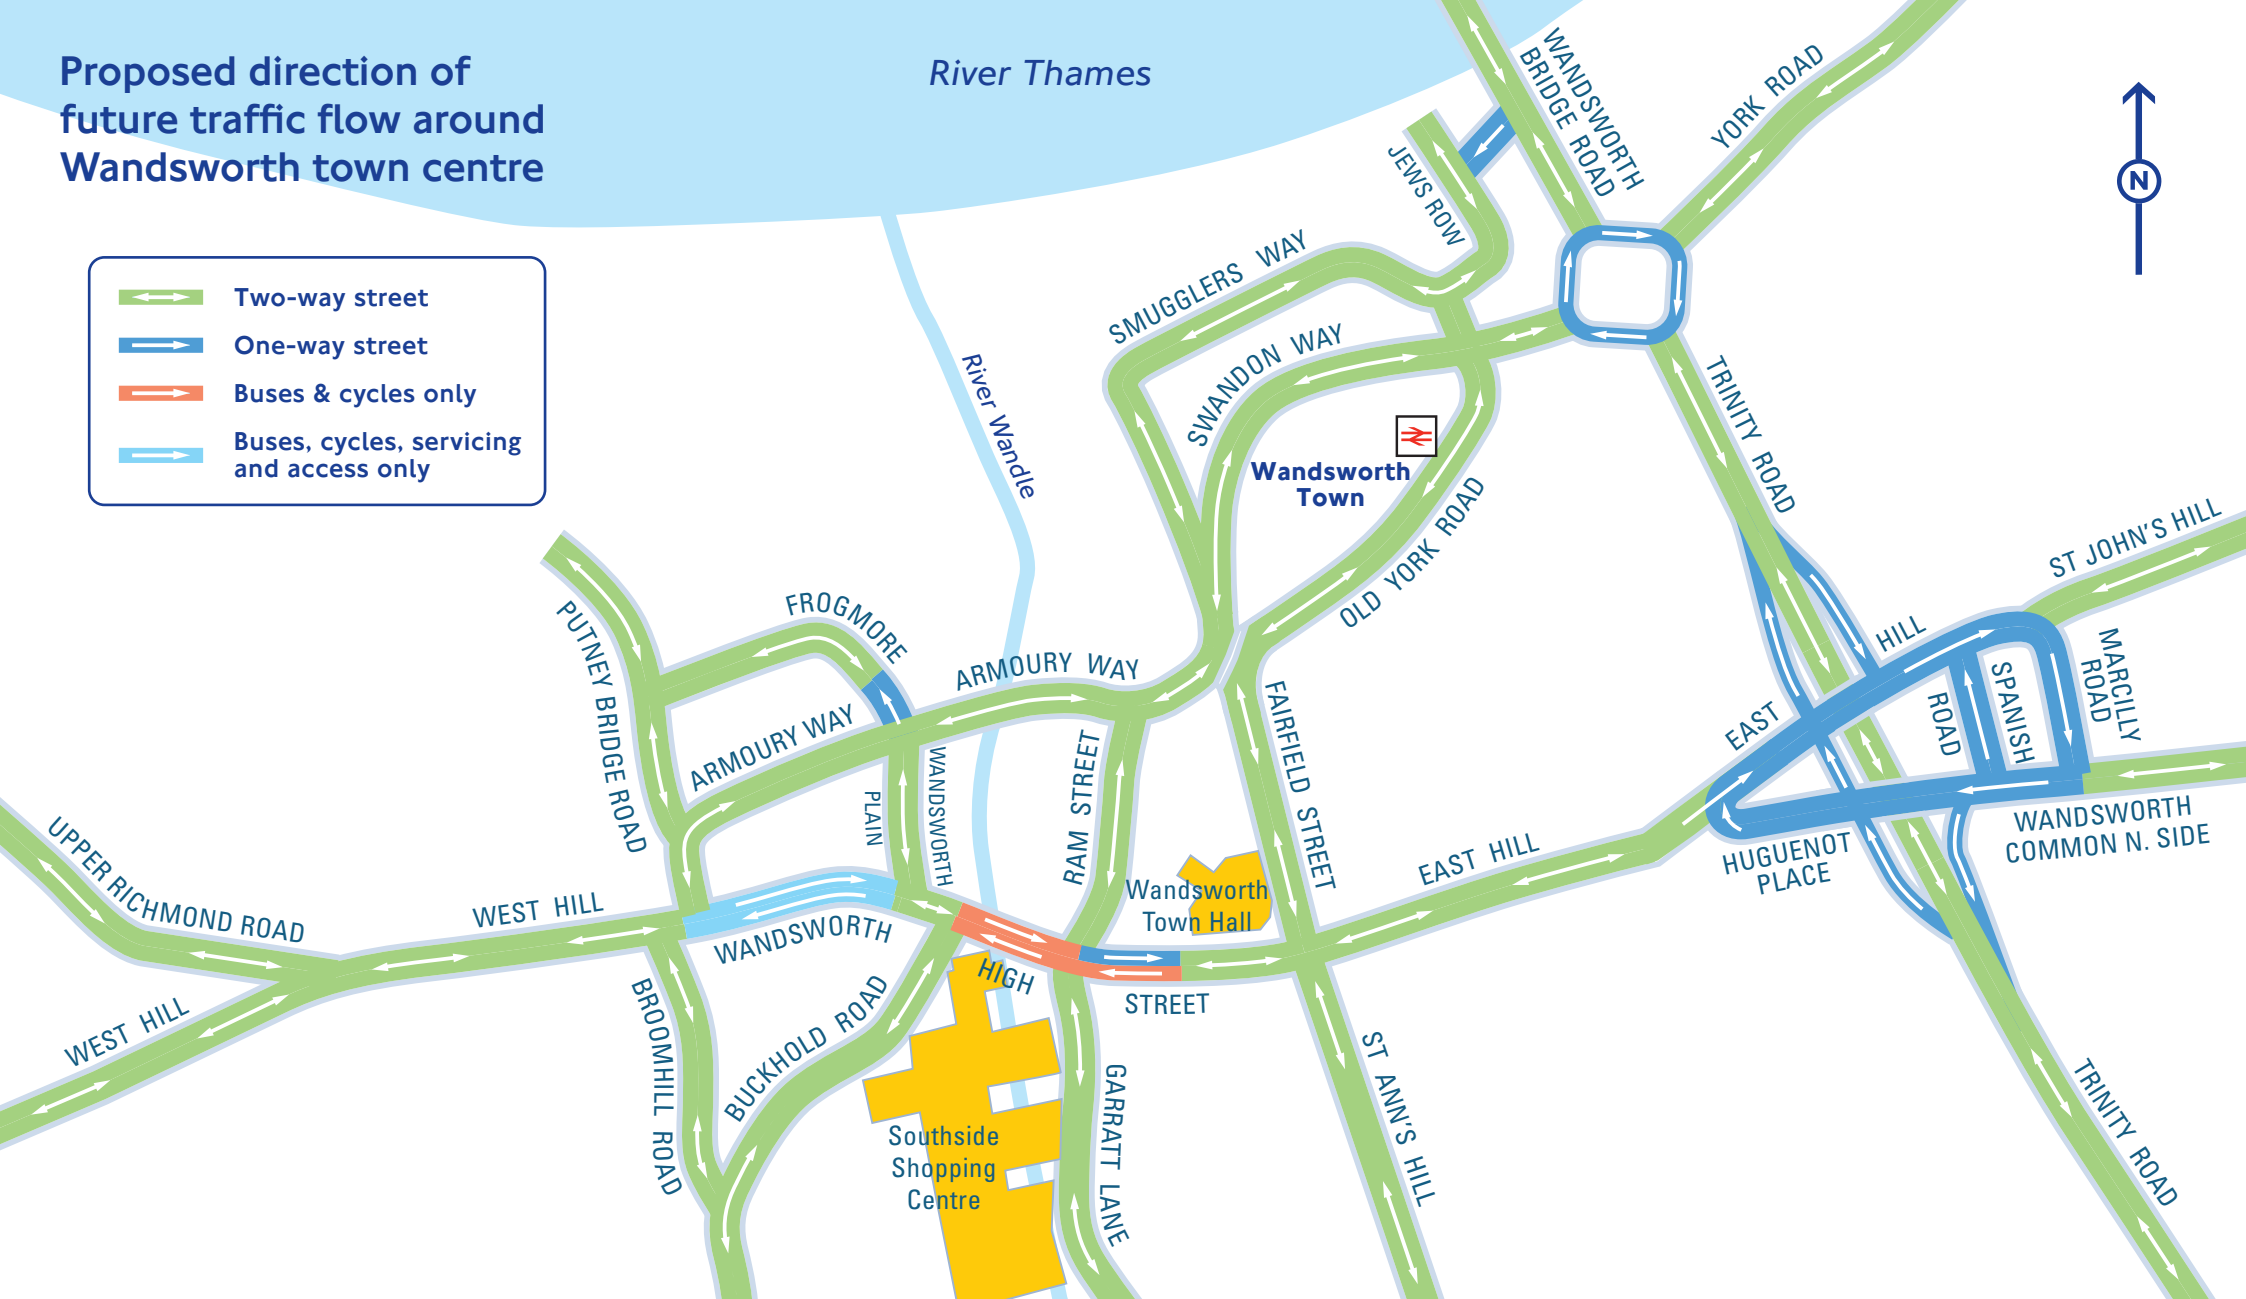 Proposed direction of
future traffic flow around
Wandsworth town centre
River Thames
Two-way street
One-way street
Buses & cycles only
Buses, cycles, servicing
and access only
N
WANDSWORTH
BRIDGE ROAD
YORK ROAD
JEWS ROW
SMUGGLERS WAY
SWANDON WAY
River Wandle
Wandsworth
Town
TRINITY ROAD
OLD YORK ROAD
ST JOHN'S HILL
PUTNEY BRIDGE ROAD
FROGMORE
ARMOURY WAY
ARMOURY WAY
EAST HILL
SPANISH
ROAD
MARCILLY
ROAD
FAIRFIELD STREET
RAM STREET
WANDSWORTH
PLAIN
UPPER RICHMOND ROAD
WEST HILL
WEST HILL
WANDSWORTH
HIGH
STREET
Wandsworth
Town Hall
EAST HILL
HUGUENOT
PLACE
WANDSWORTH
COMMON N. SIDE
BROOMHILL ROAD
BUCKHOLD ROAD
Southside
Shopping
Centre
GARRATT LANE
ST ANN'S HILL
TRINITY ROAD